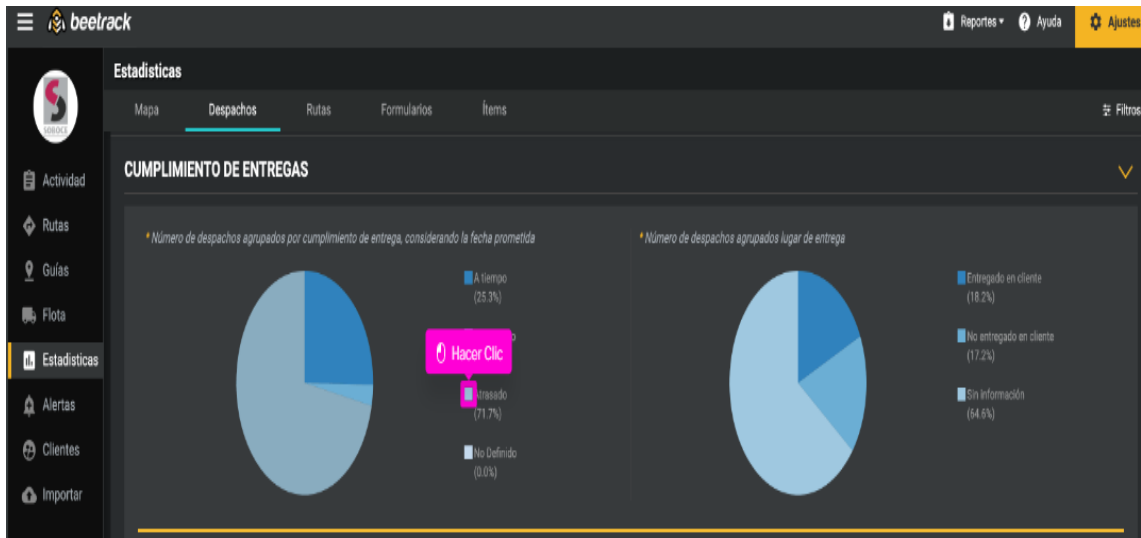 beetrack
Reportes
Ayuda
Ajustes
SOBOCE
Estadisticas
Mapa
Despachos
Rutas
Formularios
Ítems
Filtros
Actividad
Rutas
Guías
Flota
Estadisticas
Alertas
Clientes
Importar
CUMPLIMIENTO DE ENTREGAS
* Número de despachos agrupados por cumplimiento de entrega, considerando la fecha prometida
A tiempo
(25.3%)
Hacer Clic
Atrasado
(71.7%)
No Definido
(0.0%)
* Número de despachos agrupados lugar de entrega
Entregado en cliente
(18.2%)
No entregado en cliente
(17.2%)
Sin información
(64.6%)